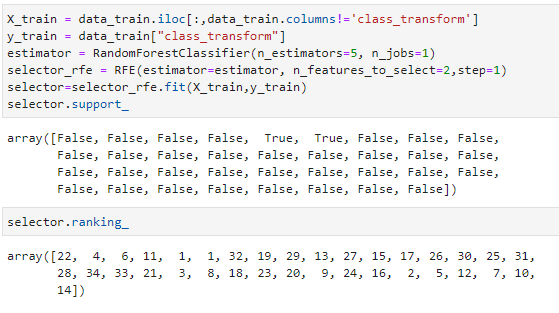 X_train = data_train.iloc[:,data_train.columns!='class_transform']
y_train = data_train["class_transform"]
estimator = RandomForestClassifier(n_estimators=5, n_jobs=1)
selector_rfe = RFE(estimator=estimator, n_features_to_select=2,step=1)
selector=selector_rfe.fit(X_train,y_train)
selector.support_
array([False, False, False, False,  True,  True, False, False, False,
       False, False, False, False, False, False, False, False, False,
       False, False, False, False, False, False, False, False, False,
       False, False, False, False, False, False, False, False])
selector.ranking_
array([22,  4,  6, 11,  1,  1, 32, 19, 29, 13, 27, 15, 17, 26, 30, 25, 31,
       28, 34, 33, 21,  3,  8, 18, 23, 20,  9, 24, 16,  2,  5, 12,  7, 10,
       14])